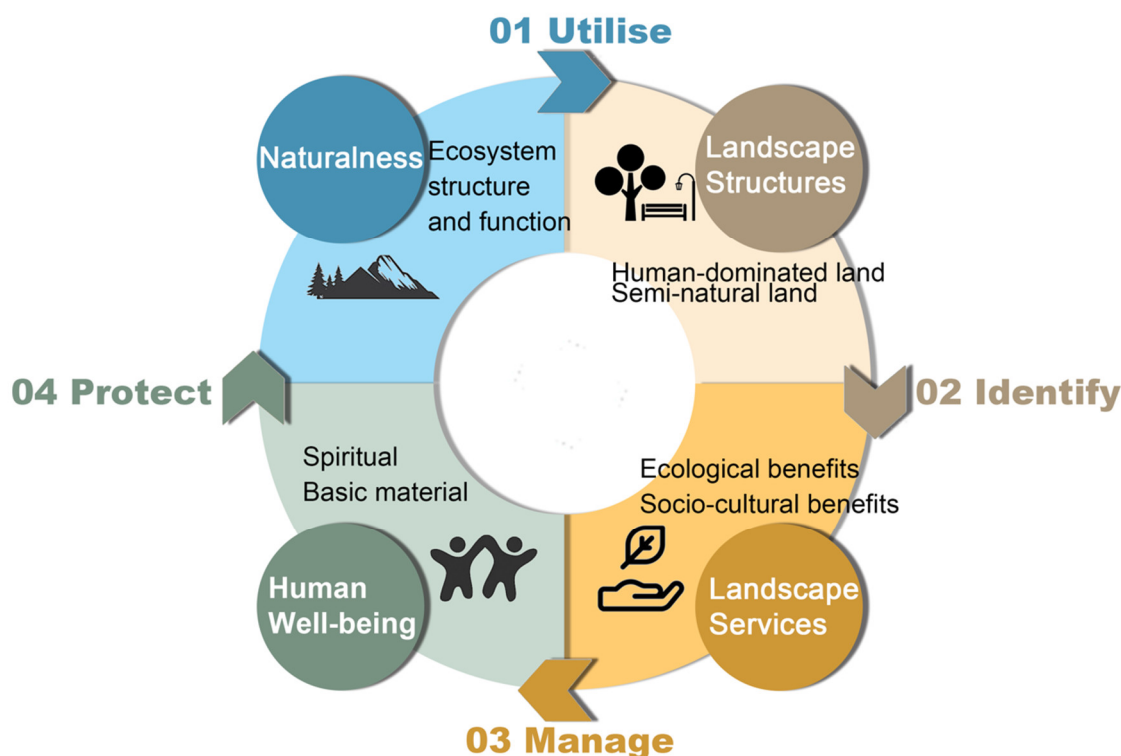 01 Utilise
Naturalness
Ecosystem
structure
and function
Landscape
Structures
Human-dominated land
Semi-natural land
02 Identify
Ecological benefits
Socio-cultural benefits
Landscape
Services
03 Manage
Spiritual
Basic material
Human
Well-being
04 Protect